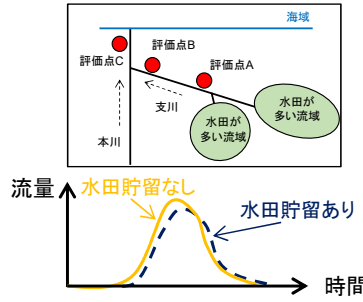 海域
評価点B
評価点C
評価点A
支川
水田が
多い流域
水田が
多い流域
本川
流量
水田貯留なし
水田貯留あり
時間